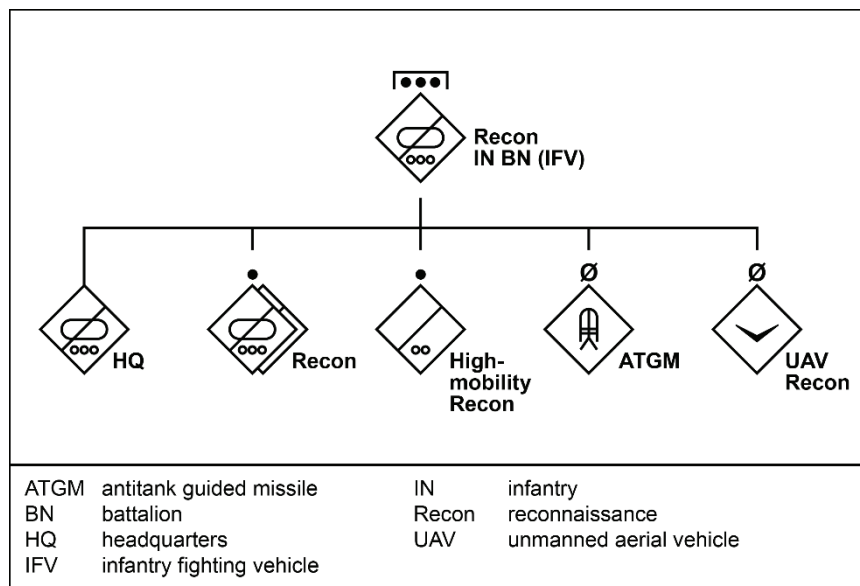 Recon
IN BN (IFV)
HQ
Recon
High-
mobility
Recon
ATGM
UAV
Recon
ATGM antitank guided missile
BN battalion
HQ headquarters
IFV infantry fighting vehicle
IN infantry
Recon reconnaissance
UAV unmanned aerial vehicle